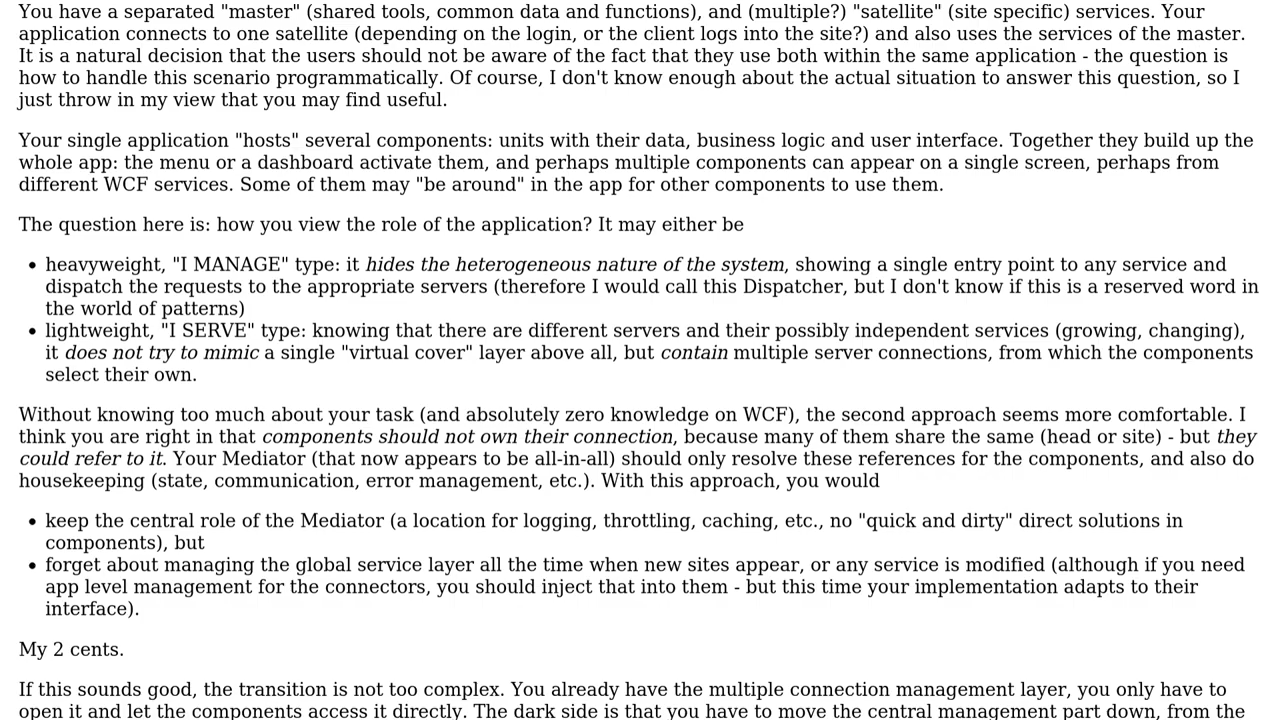 You have a separated "master" (shared tools, common data and functions), and (multiple?) "satellite" (site specific) services. Your
application connects to one satellite (depending on the login, or the client logs into the site?) and also uses the services of the master.
It is a natural decision that the users should not be aware of the fact that they use both within the same application - the question is
how to handle this scenario programmatically. Of course, I don't know enough about the actual situation to answer this question, so I
just throw in my view that you may find useful.
Your single application "hosts" several components: units with their data, business logic and user interface. Together they build up the
whole app: the menu or a dashboard activate them, and perhaps multiple components can appear on a single screen, perhaps from
different WCF services. Some of them may "be around" in the app for other components to use them.
The question here is: how you view the role of the application? It may either be
• heavyweight, "I MANAGE" type: it hides the heterogeneous nature of the system, showing a single entry point to any service and
dispatch the requests to the appropriate servers (therefore I would call this Dispatcher, but I don't know if this is a reserved word in
the world of patterns)
• lightweight, "I SERVE" type: knowing that there are different servers and their possibly independent services (growing, changing),
it does not try to mimic a single "virtual cover" layer above all, but contain multiple server connections, from which the components
select their own.
Without knowing too much about your task (and absolutely zero knowledge on WCF), the second approach seems more comfortable. I
think you are right in that components should not own their connection, because many of them share the same (head or site) - but they
could refer to it. Your Mediator (that now appears to be all-in-all) should only resolve these references for the components, and also do
housekeeping (state, communication, error management, etc.). With this approach, you would
• keep the central role of the Mediator (a location for logging, throttling, caching, etc., no "quick and dirty" direct solutions in
components), but
• forget about managing the global service layer all the time when new sites appear, or any service is modified (although if you need
app level management for the connectors, you should inject that into them - but this time your implementation adapts to their
interface).
My 2 cents.
If this sounds good, the transition is not too complex. You already have the multiple connection management layer, you only have to
open it and let the components access it directly. The dark side is that you have to move the central management part down, from the